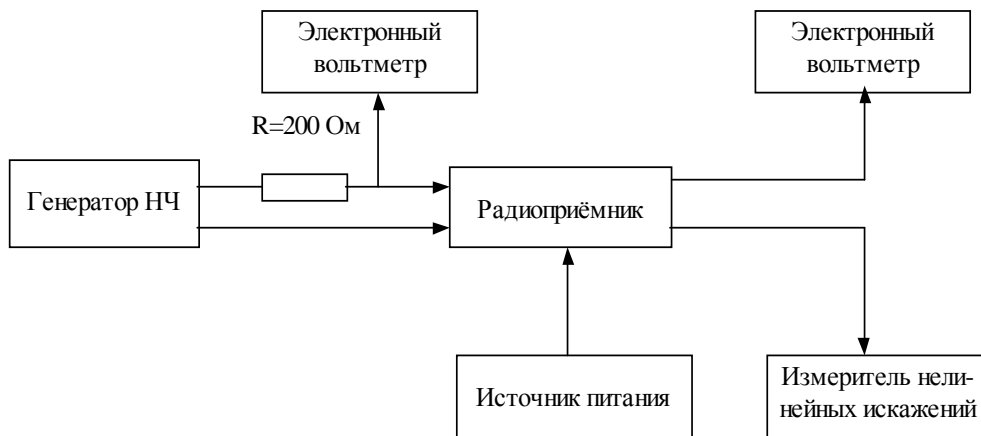 Электронный
вольтметр
Электронный
вольтметр
R=200 Ом
Генератор НЧ
Радиоприёмник
Источник питания
Измеритель нели-
нейных искажений